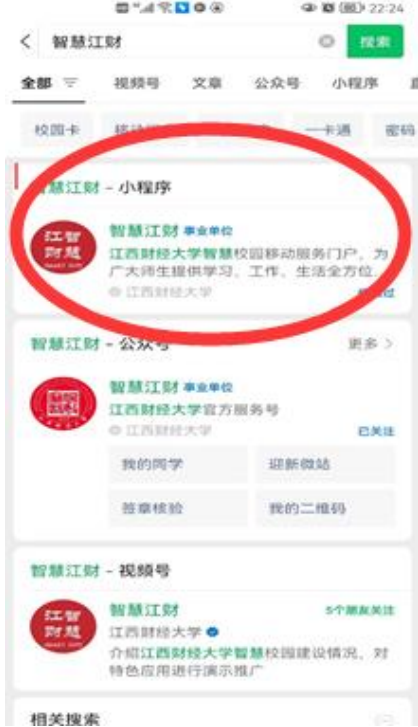 22:24
智慧江财
搜索
全部 视频号 文章 公众号 小程序
校园卡 一卡通 密码
智慧江财 - 小程序
江智
财慧
智慧江财 事业单位
江西财经大学智慧校园移动服务门户，为
广大师生提供学习、工作、生活全方位
江西财经大学
智慧江财 - 公众号 更多
智慧江财 事业单位
江西财经大学官方服务号
江西财经大学 已关注
我的同学 迎新微站
签章核验 我的二维码
智慧江财 - 视频号
江智
财慧
智慧江财 5个朋友关注
江西财经大学
介绍江西财经大学智慧校园建设情况，对
特色应用进行演示推广
相关搜索